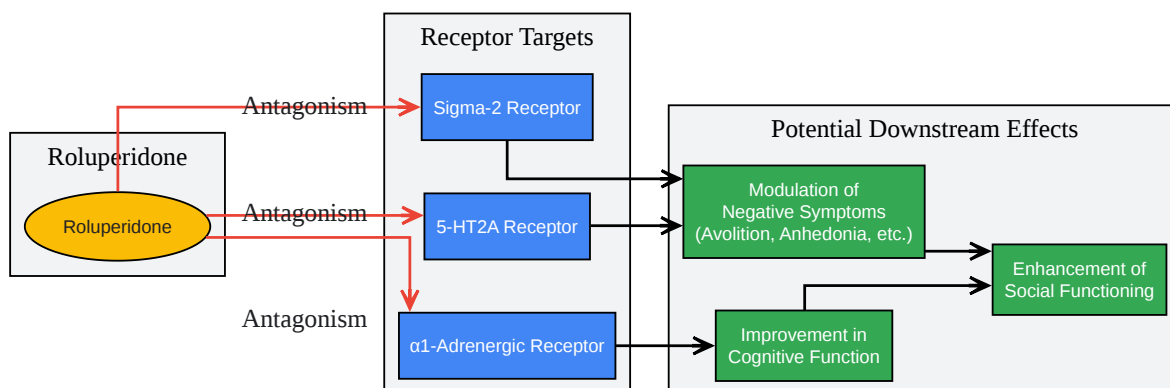 Roluperidone
Roluperidone
Antagonism
Antagonism
Antagonism
Receptor Targets
Sigma-2 Receptor
5-HT2A Receptor
α1-Adrenergic Receptor
Potential Downstream Effects
Modulation of
Negative Symptoms
(Avolition, Anhedonia, etc.)
Improvement in
Cognitive Function
Enhancement of
Social Functioning